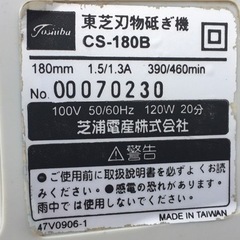 Toshiba
東芝刃物砥ぎ機
CS-180B
180mm 1.5/1.3A 390/460min
No. 00070230
100V 50/60Hz 120W 20分
芝浦電産株式会社
⚠警告
●ご使用前に取扱説明書を必ずよくお読
みください。●感電の恐れあります。
雨中では使用しないでください。
47V0906-1 MADE IN TAIWAN